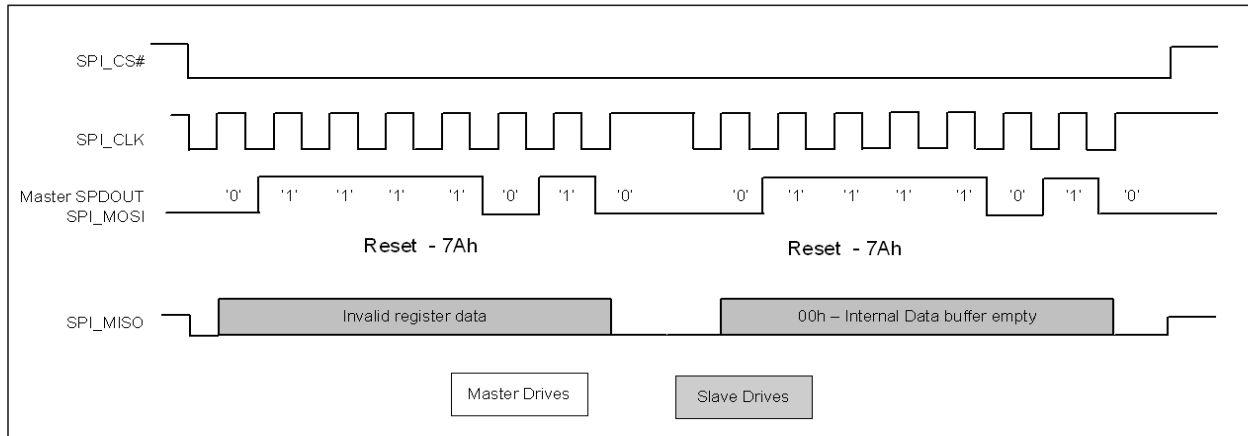 SPI_CS#
SPI_CLK
Master SPDOUT
SPI_MOSI
'0' '1' '1' '1' '1' '0' '1' '0' '0' '1' '1' '1' '1' '0' '1' '0'
Reset - 7Ah Reset - 7Ah
SPI_MISO
Invalid register data 00h – Internal Data buffer empty
Master Drives Slave Drives